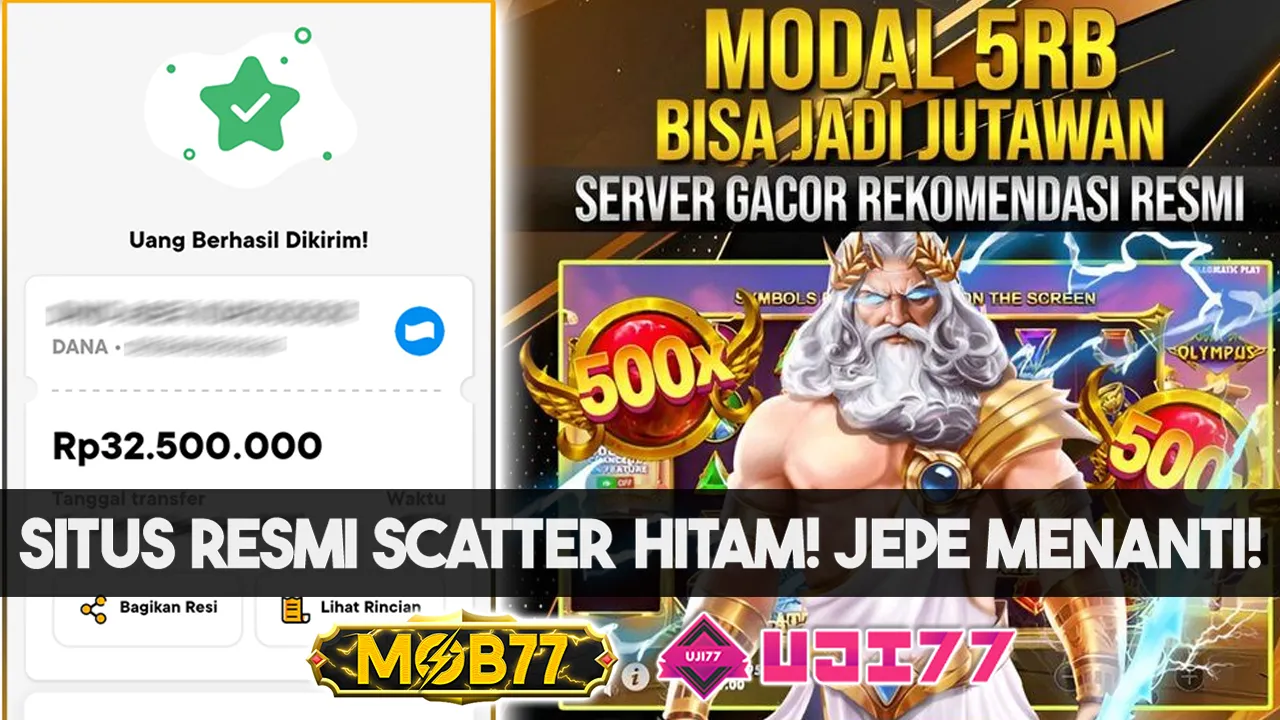 Uang Berhasil Dikirim!
DANA •
Rp32.500.000
Tanggal transfer
Waktu
Bagikan Resi
Lihat Rincian
MODAL 5RB
BISA JADI JUTAWAN
SERVER GACOR REKOMENDASI RESMI
SYMBOLS ON THE SCREEN
500x
OLYMPUS
500
FEATURE
OFF
SITUS RESMI SCATTER HITAM! JEPE MENANTI!
MOB77
UJI77
UJI77